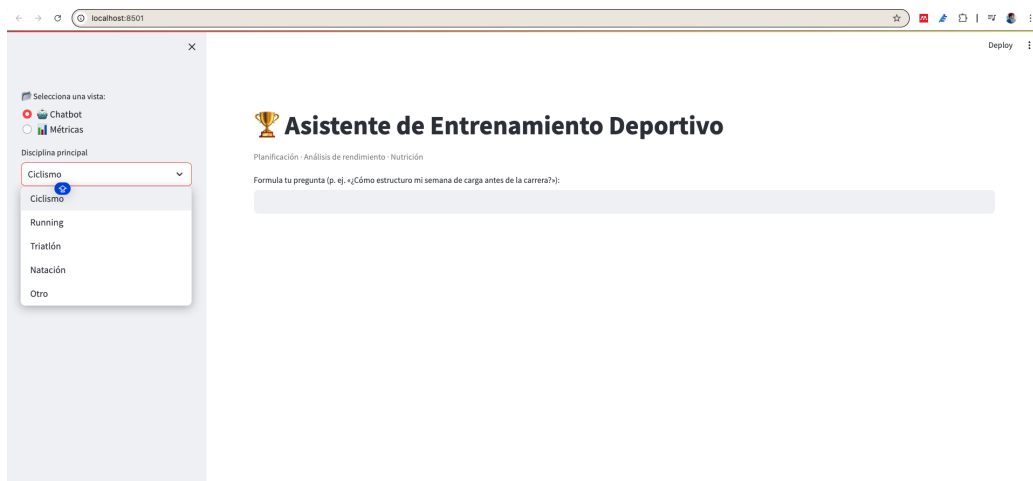 localhost:8501
Deploy
Selecciona una vista:
Chatbot
Métricas
Disciplina principal
Ciclismo
Ciclismo
Running
Triatlón
Natación
Otro
Asistente de Entrenamiento Deportivo
Planificación · Análisis de rendimiento · Nutrición
Formula tu pregunta (p. ej. «¿Cómo estructuro mi semana de carga antes de la carrera?»):